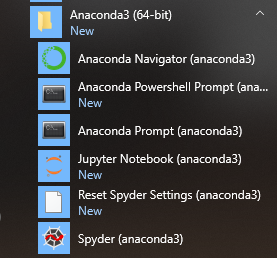 Anaconda3 (64-bit)
New
Anaconda Navigator (anaconda3)
Anaconda Powershell Prompt (ana...
New
Anaconda Prompt (anaconda3)
Jupyter Notebook (anaconda3)
New
Reset Spyder Settings (anaconda3)
New
Spyder (anaconda3)